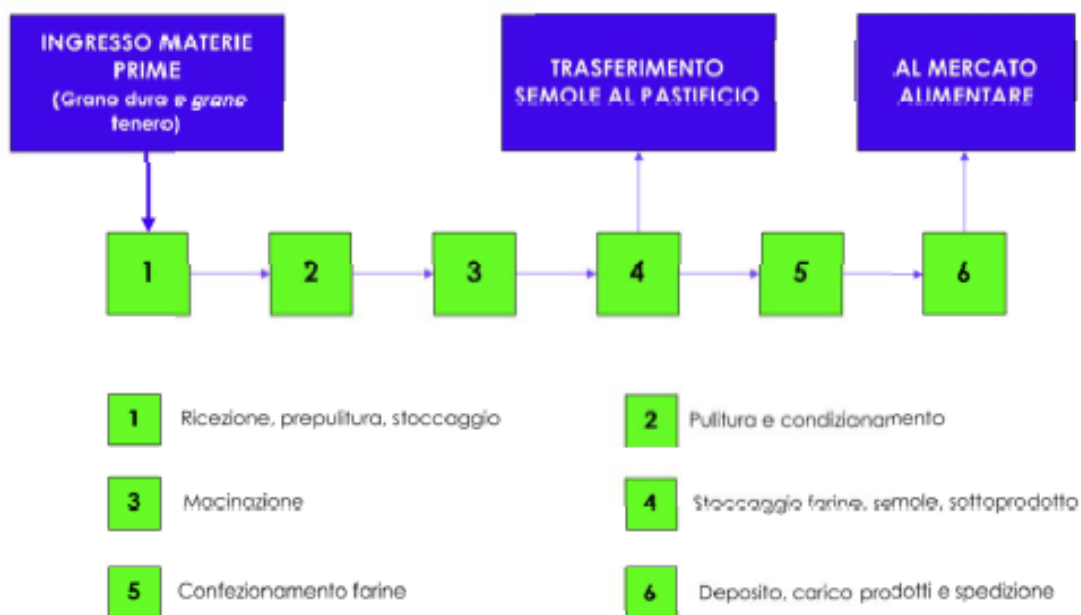 INGRESSO MATERIE
PRIME
(Grano duro e grano
tenero)
TRASFERIMENTO
SEMOLE AL PASTIFICIO
AL MERCATO
ALIMENTARE
1
2
3
4
5
6
1 Ricezione, prepulitura, stoccaggio
2 Pulitura e condizionamento
3 Macinazione
4 Stoccaggio farine, semole, sottoprodotto
5 Confezionamento farine
6 Deposito, carico prodotti e spedizione